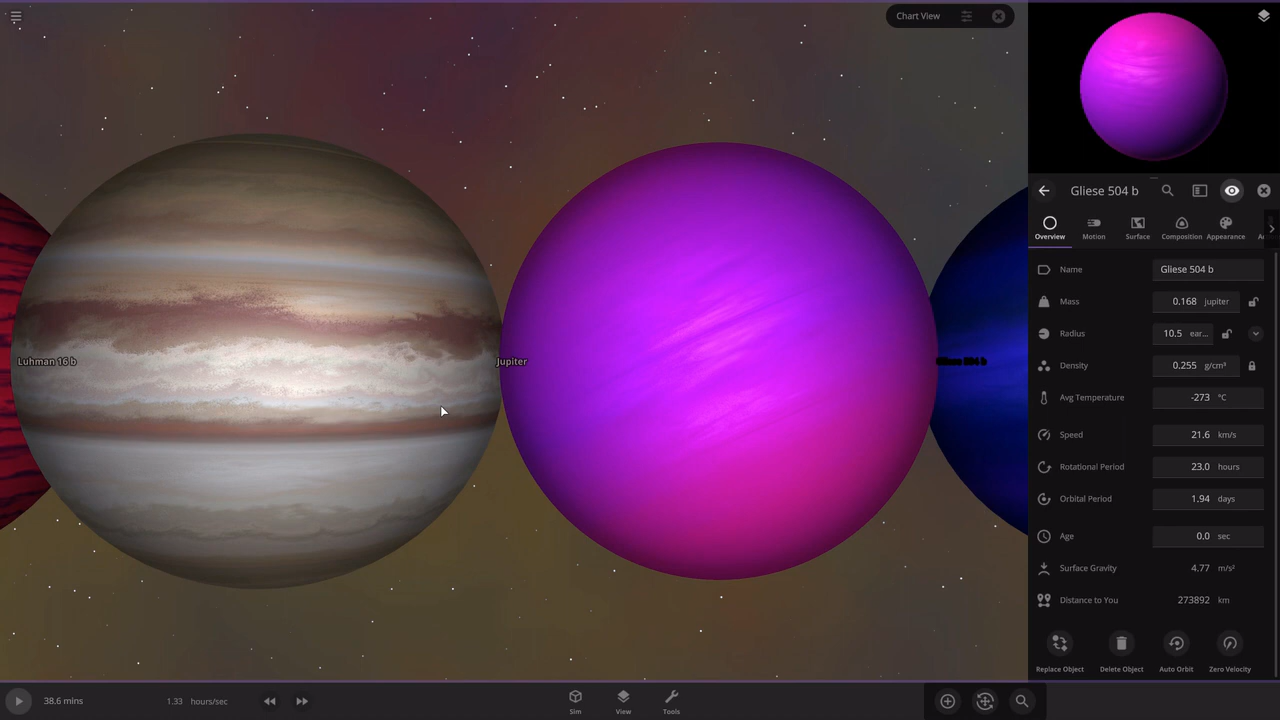 Chart View
Luhman 16 b
Jupiter
Gliese 504 b
Gliese 504 b
Overview
Motion
Surface
Composition
Appearance
Name
Gliese 504 b
Mass
0.168 jupiter
Radius
10.5 ear...
Density
0.255 g/cm³
Avg Temperature
-273 °C
Speed
21.6 km/s
Rotational Period
23.0 hours
Orbital Period
1.94 days
Age
0.0 sec
Surface Gravity
4.77 m/s²
Distance to You
273892 km
Replace Object
Delete Object
Auto Orbit
Zero Velocity
38.6 mins
1.33 hours/sec
Sim
View
Tools